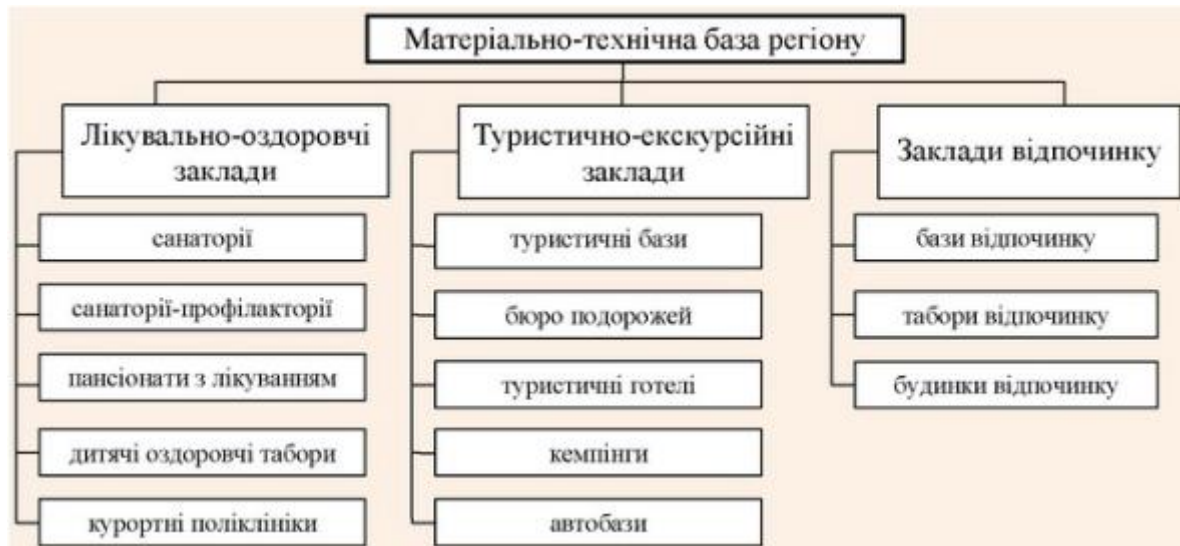 Матеріально-технічна база регіону
Лікувально-оздоровчі
заклади
санаторії
санаторії-профілакторії
пансіонати з лікуванням
дитячі оздоровчі табори
курортні поліклініки
Туристично-екскурсійні
заклади
туристичні бази
бюро подорожей
туристичні готелі
кемпінги
автобази
Заклади відпочинку
бази відпочинку
табори відпочинку
будинки відпочинку